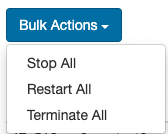 Bulk Actions
Stop All
Restart All
Terminate All